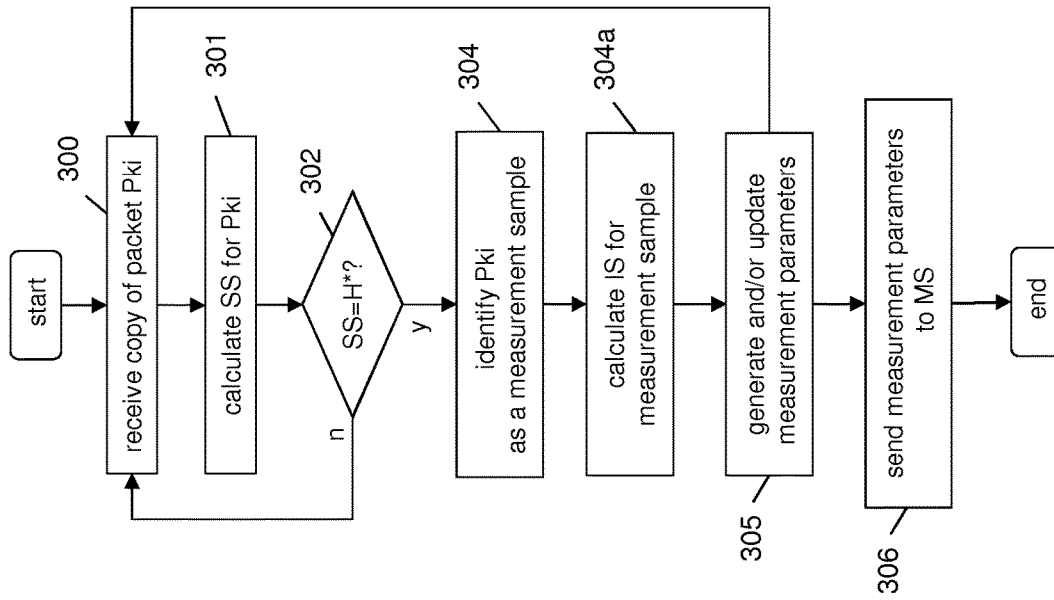 start
300
receive copy of packet Pki
301
calculate SS for Pki
302
SS=H*?
n
y
304
identify Pki
as a measurement sample
304a
calculate IS for
measurement sample
305
generate and/or update
measurement parameters
306
send measurement parameters
to MS
end